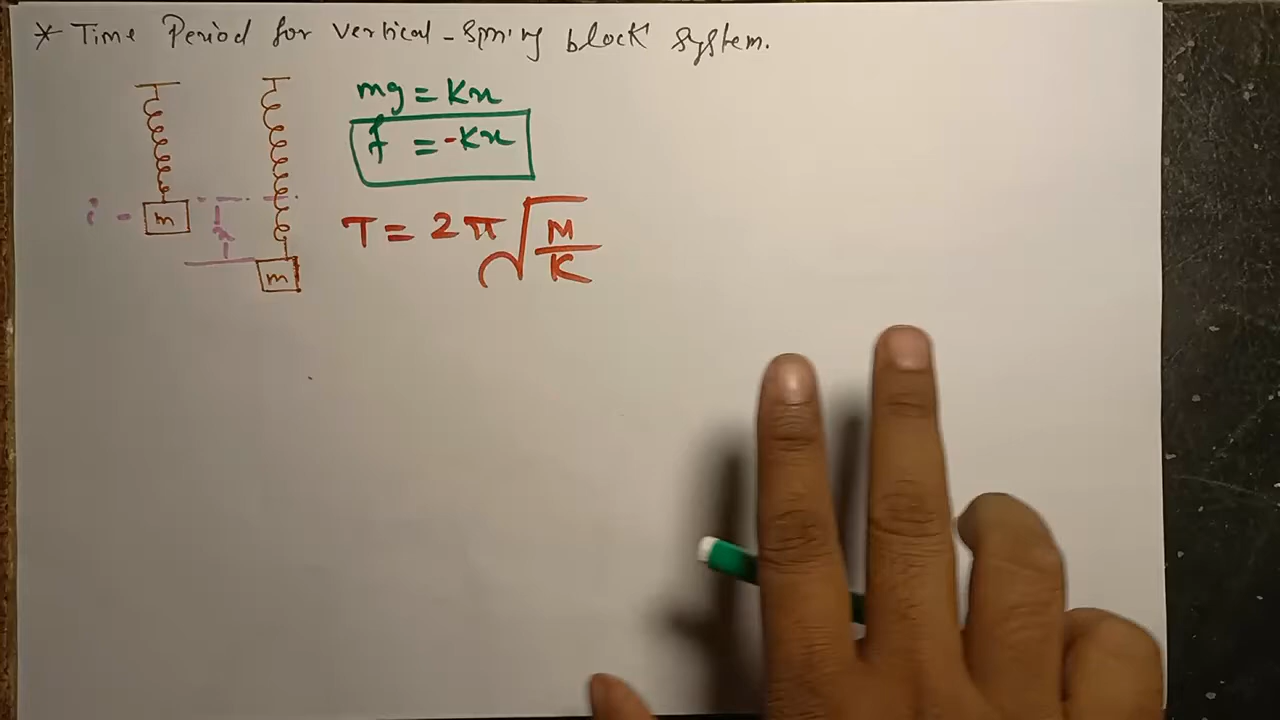 * Time Period for vertical-spring block system.
mg = Kx
f = -Kx
T = 2π √(M/K)
m
x
m